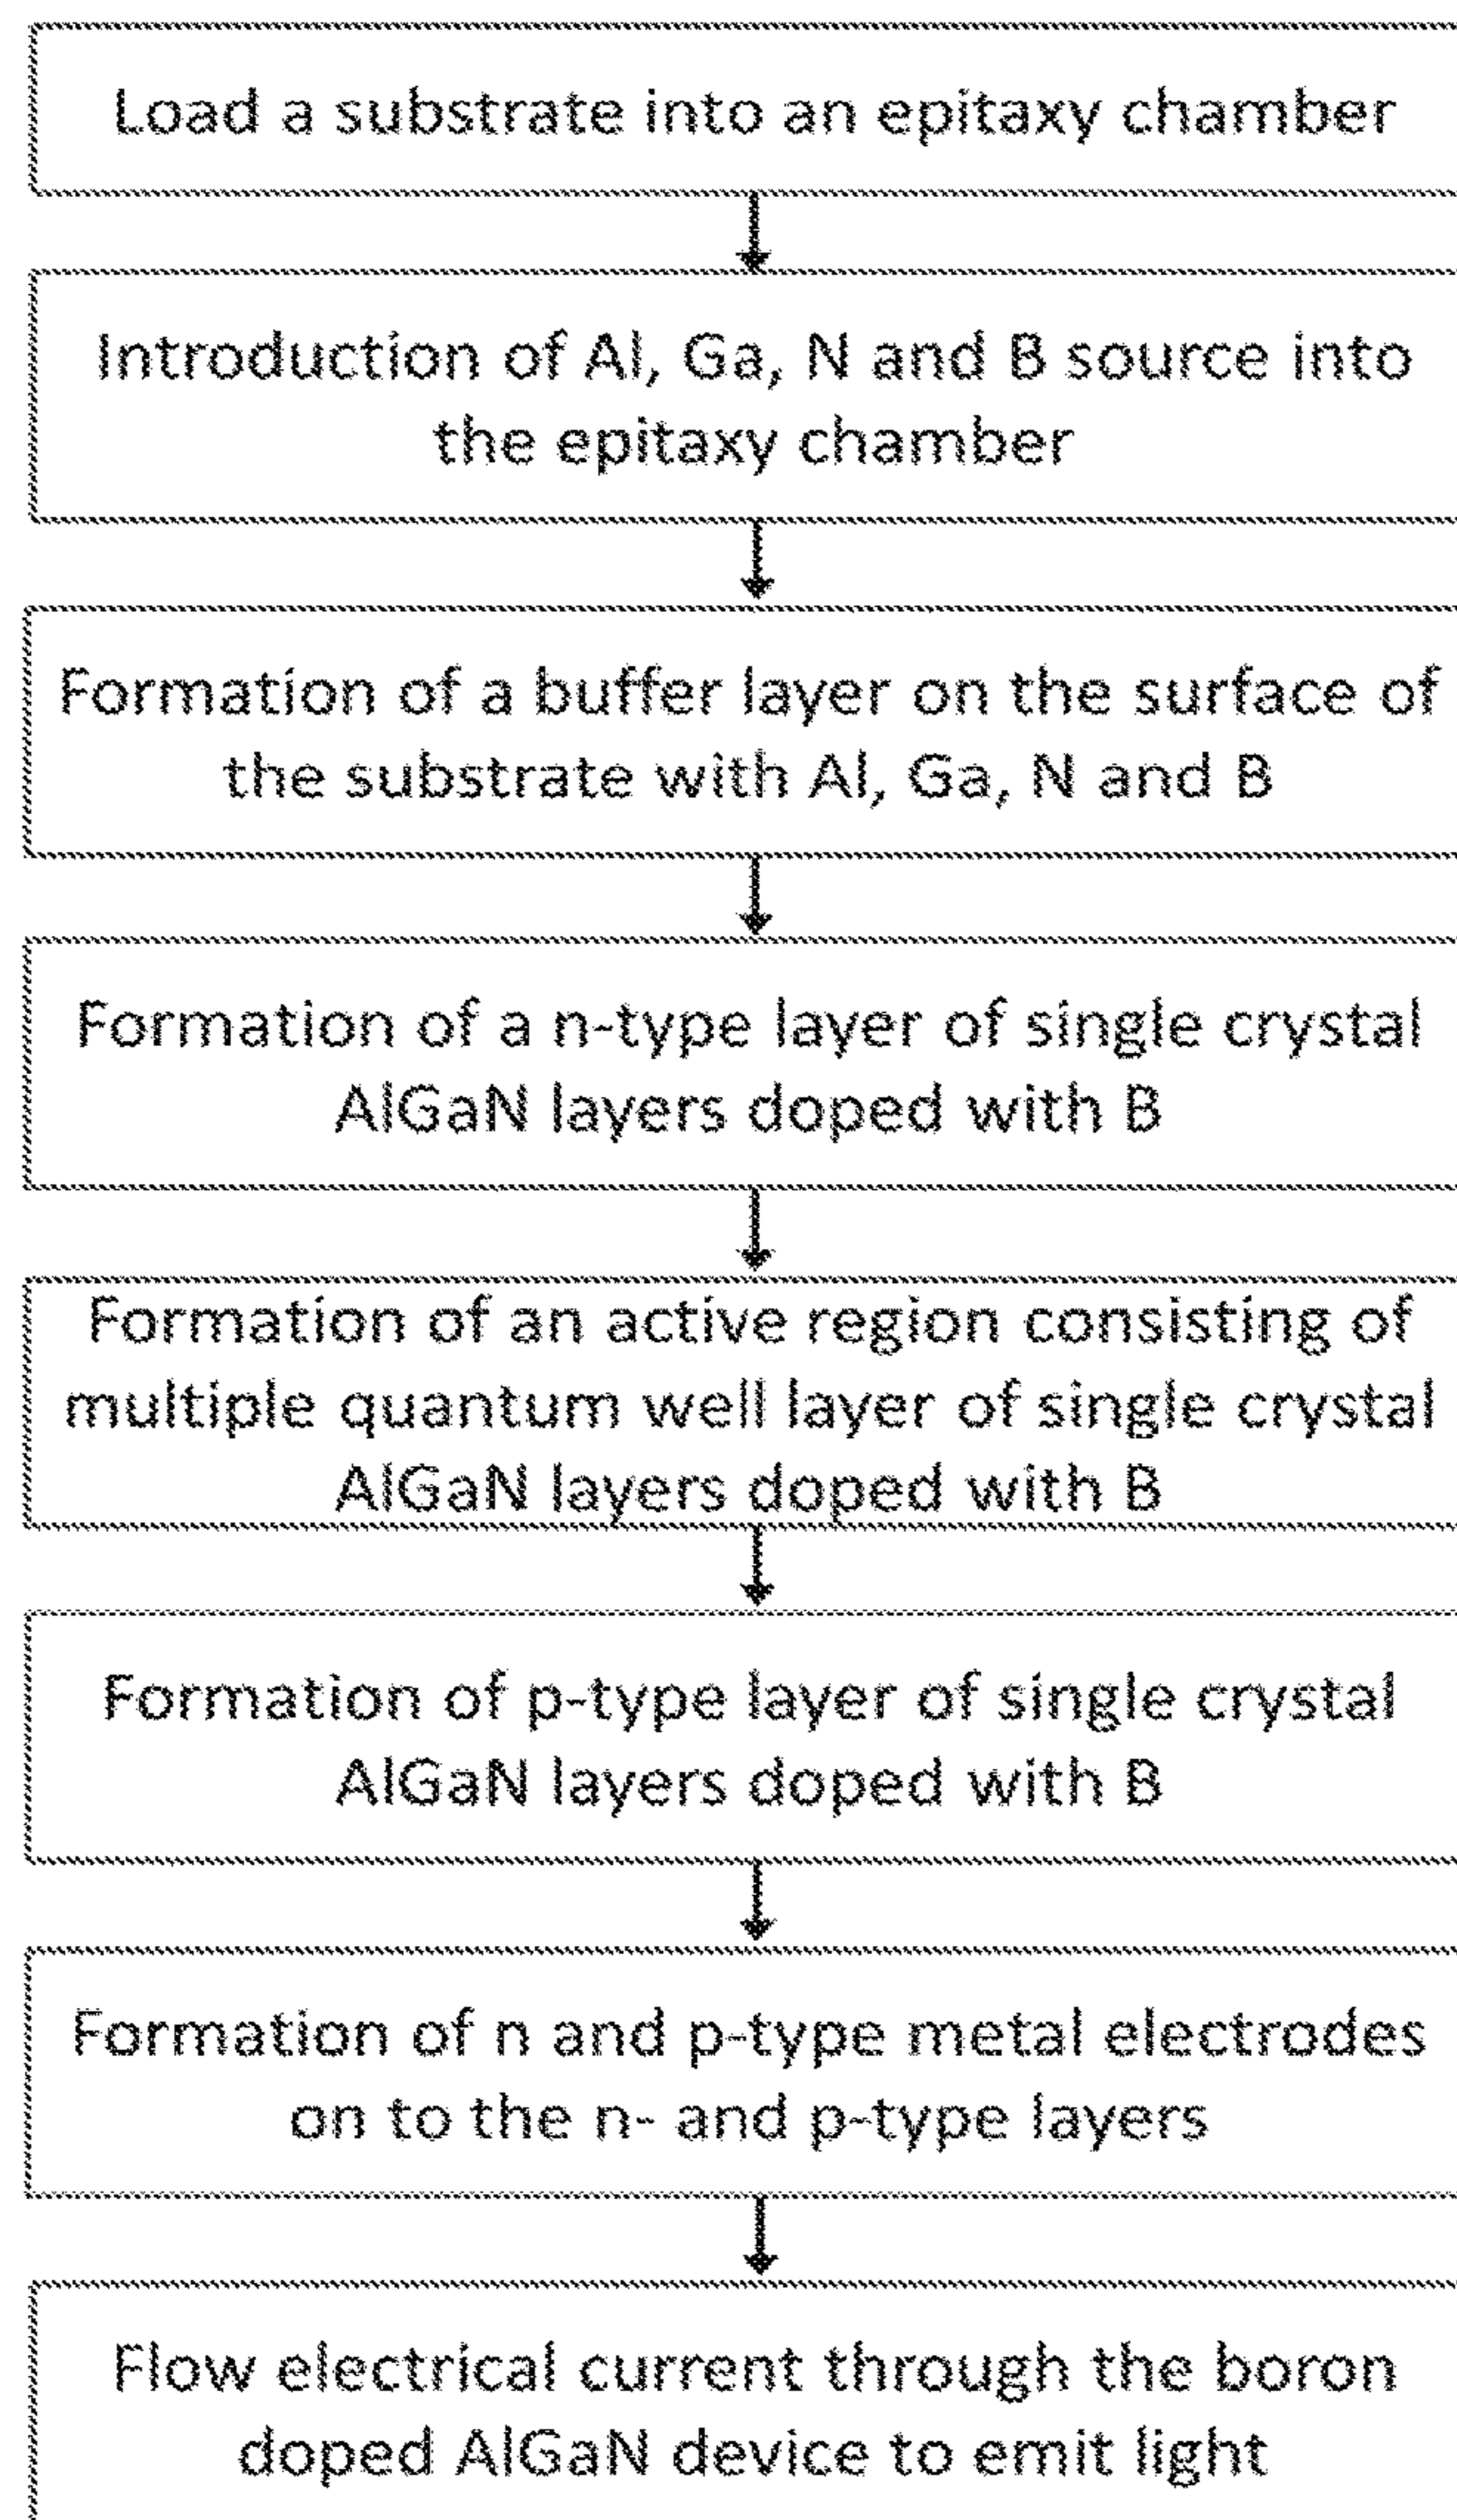 Load a substrate into an epitaxy chamber
Introduction of Al, Ga, N and B source into
the epitaxy chamber
Formation of a buffer layer on the surface of
the substrate with Al, Ga, N and B
Formation of a n-type layer of single crystal
AlGaN layers doped with B
Formation of an active region consisting of
multiple quantum well layer of single crystal
AlGaN layers doped with B
Formation of p-type layer of single crystal
AlGaN layers doped with B
Formation of n and p-type metal electrodes
on to the n- and p-type layers
Flow electrical current through the boron
doped AlGaN device to emit light